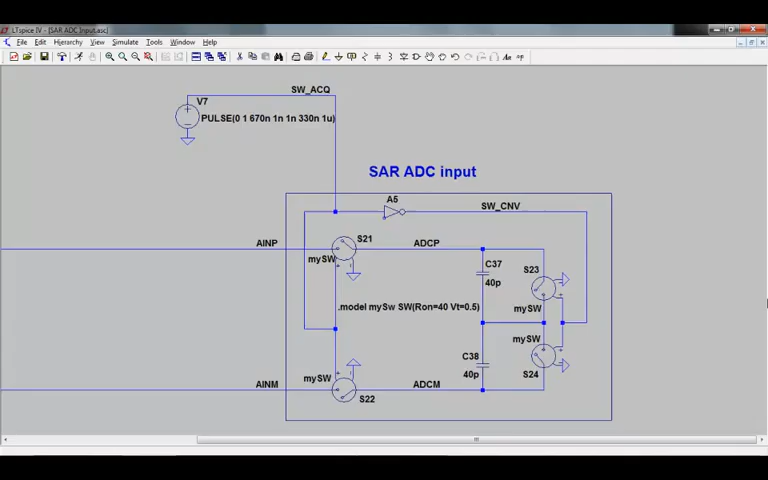 LTspice IV - [SAR ADC Input.asc]
File Edit Hierarchy View Simulate Tools Window Help
SW_ACQ
V7
PULSE(0 1 670n 1n 1n 330n 1u)
SAR ADC input
A5
SW_CNV
AINP
S21
ADCP
mySW
C37
40p
S23
mySW
.model mySw SW(Ron=40 Vt=0.5)
mySW
C38
40p
S24
AINM
mySW
ADCM
S22